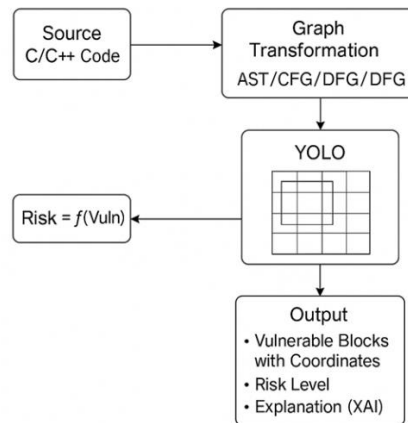 Source
C/C++ Code
Graph
Transformation
AST/CFG/DFG/DFG
YOLO
Risk = f(Vuln)
Output
• Vulnerable Blocks
with Coordinates
• Risk Level
• Explanation (XAI)